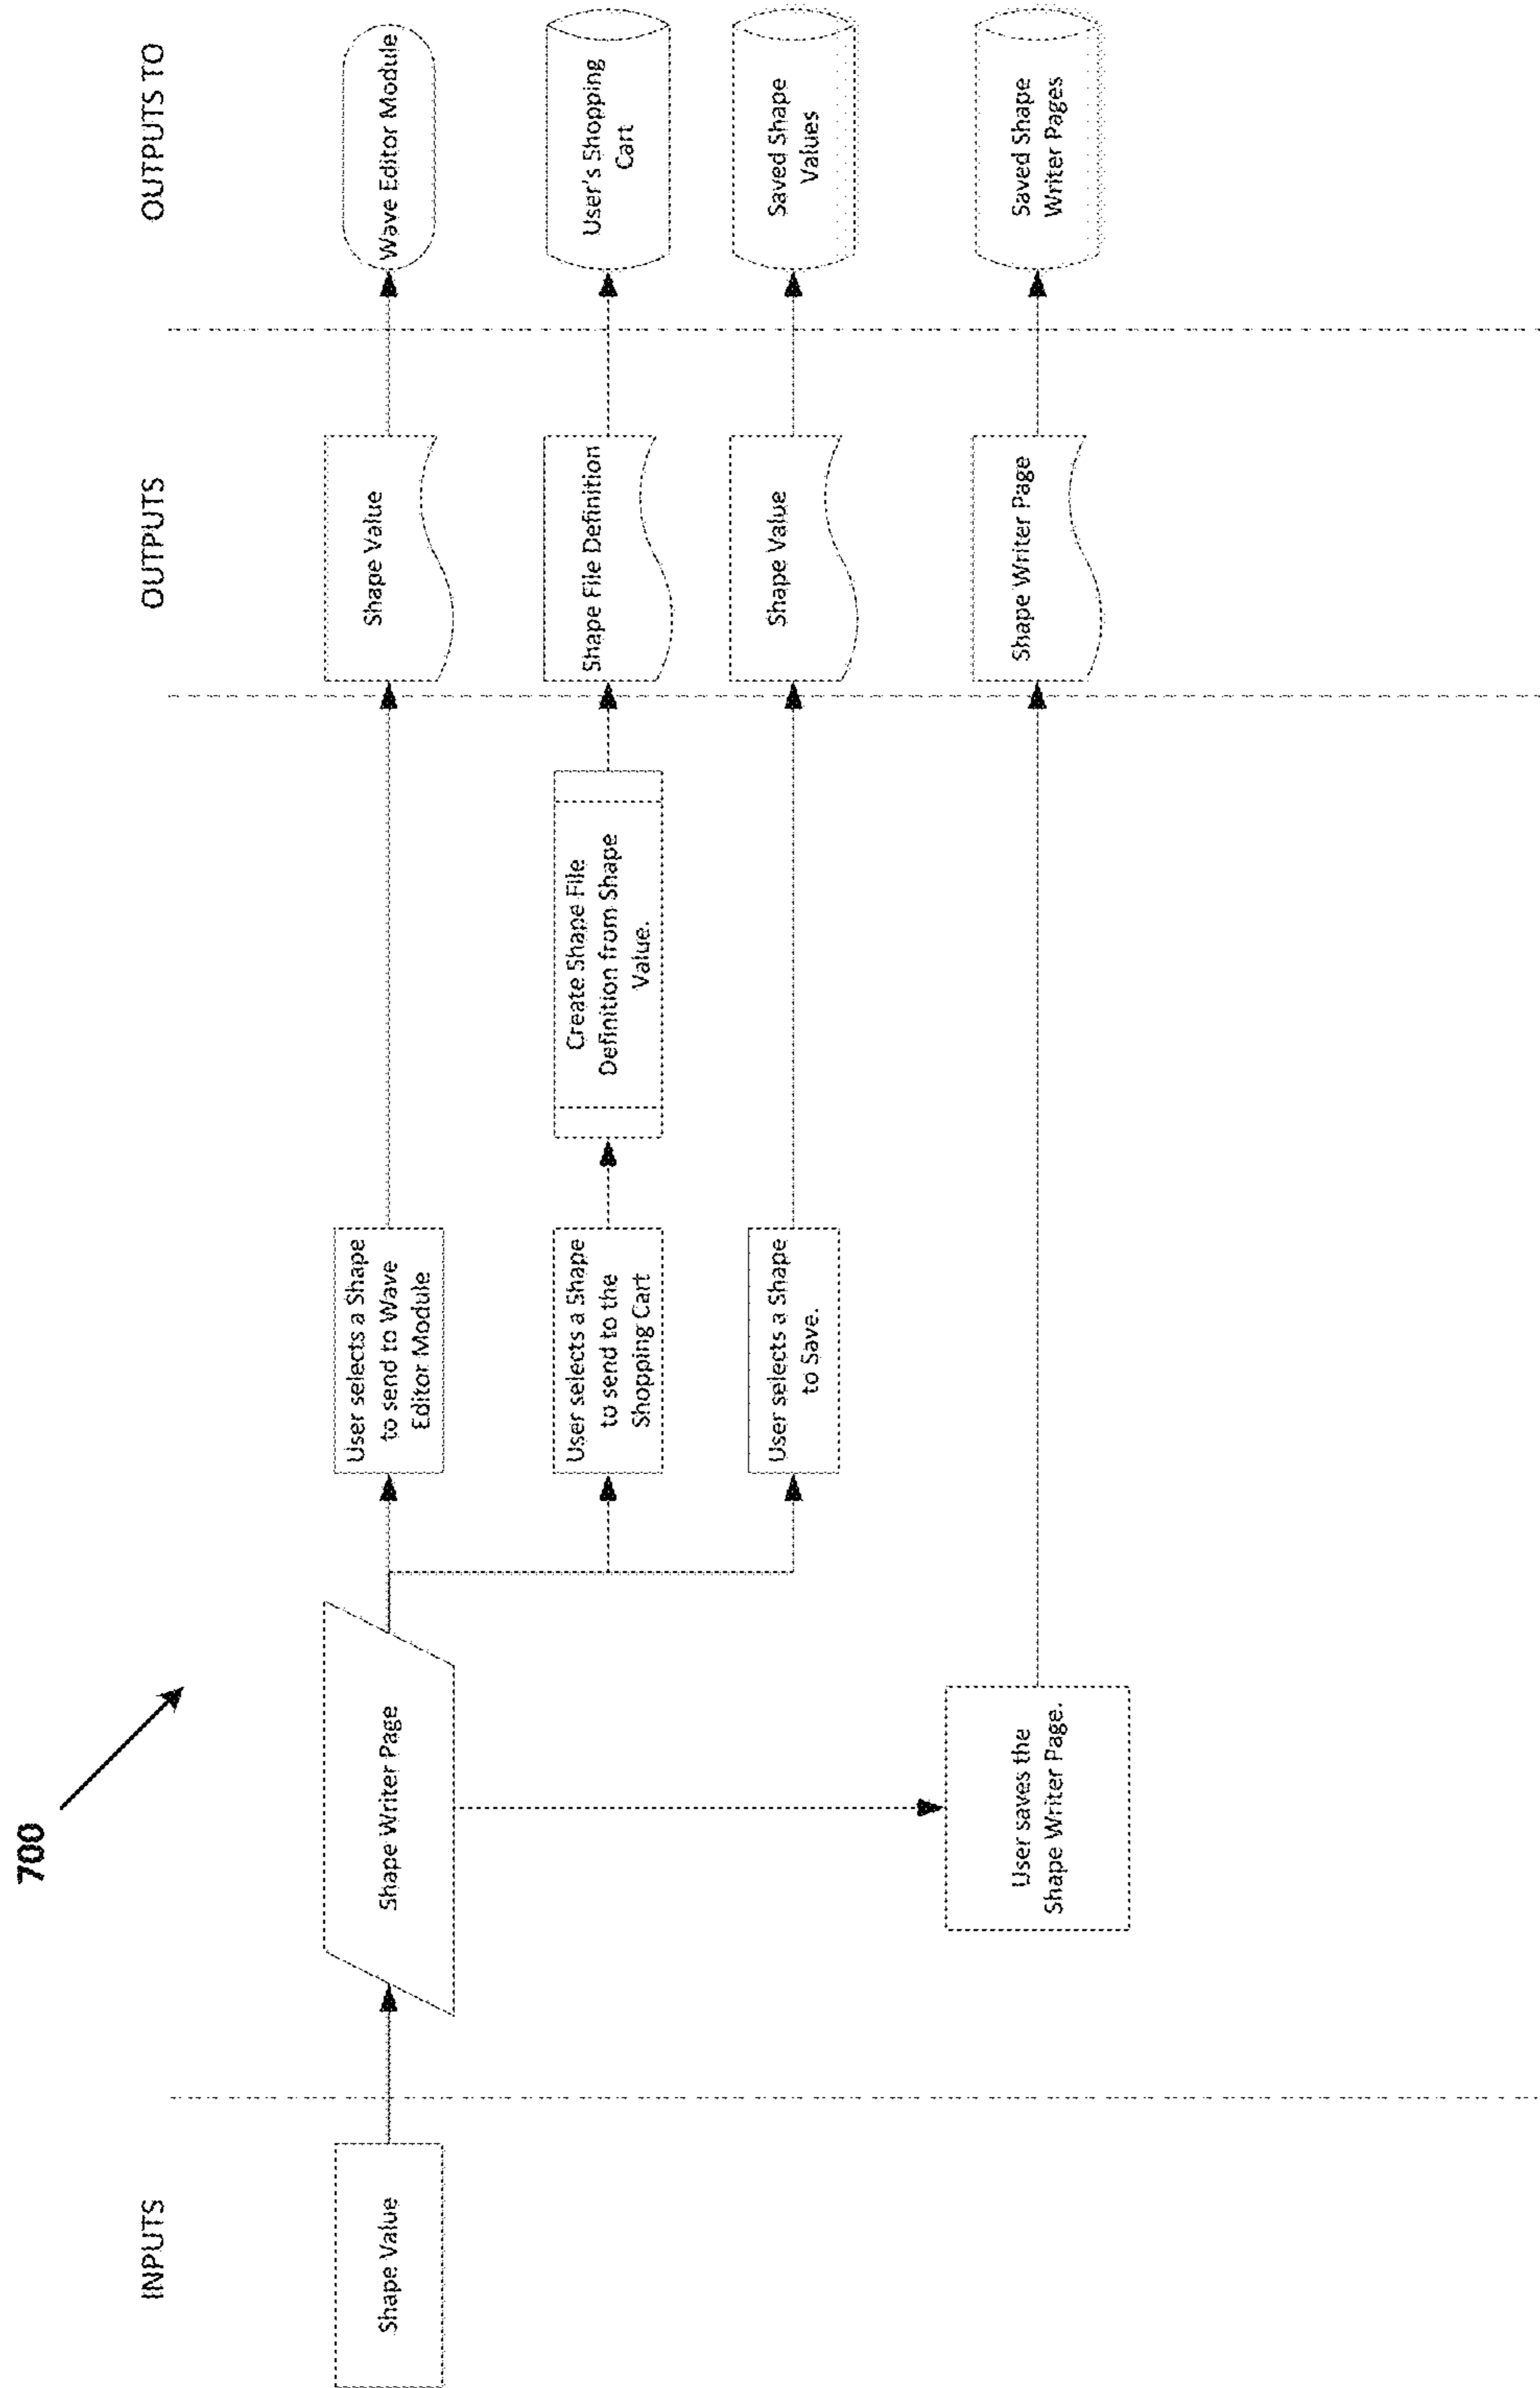 700
INPUTS
OUTPUTS
OUTPUTS TO
Shape Value
Shape Writer Page
User selects a Shape
to send to Wave
Editor Module
Shape Value
Wave Editor Module
User selects a Shape
to send to the
Shopping Cart
Create Shape File
Definition from Shape
Value.
Shape File Definition
User's Shopping
Cart
User selects a Shape
to Save.
Shape Value
Saved Shape
Values
User saves the
Shape Writer Page.
Shape Writer Page
Saved Shape
Writer Pages